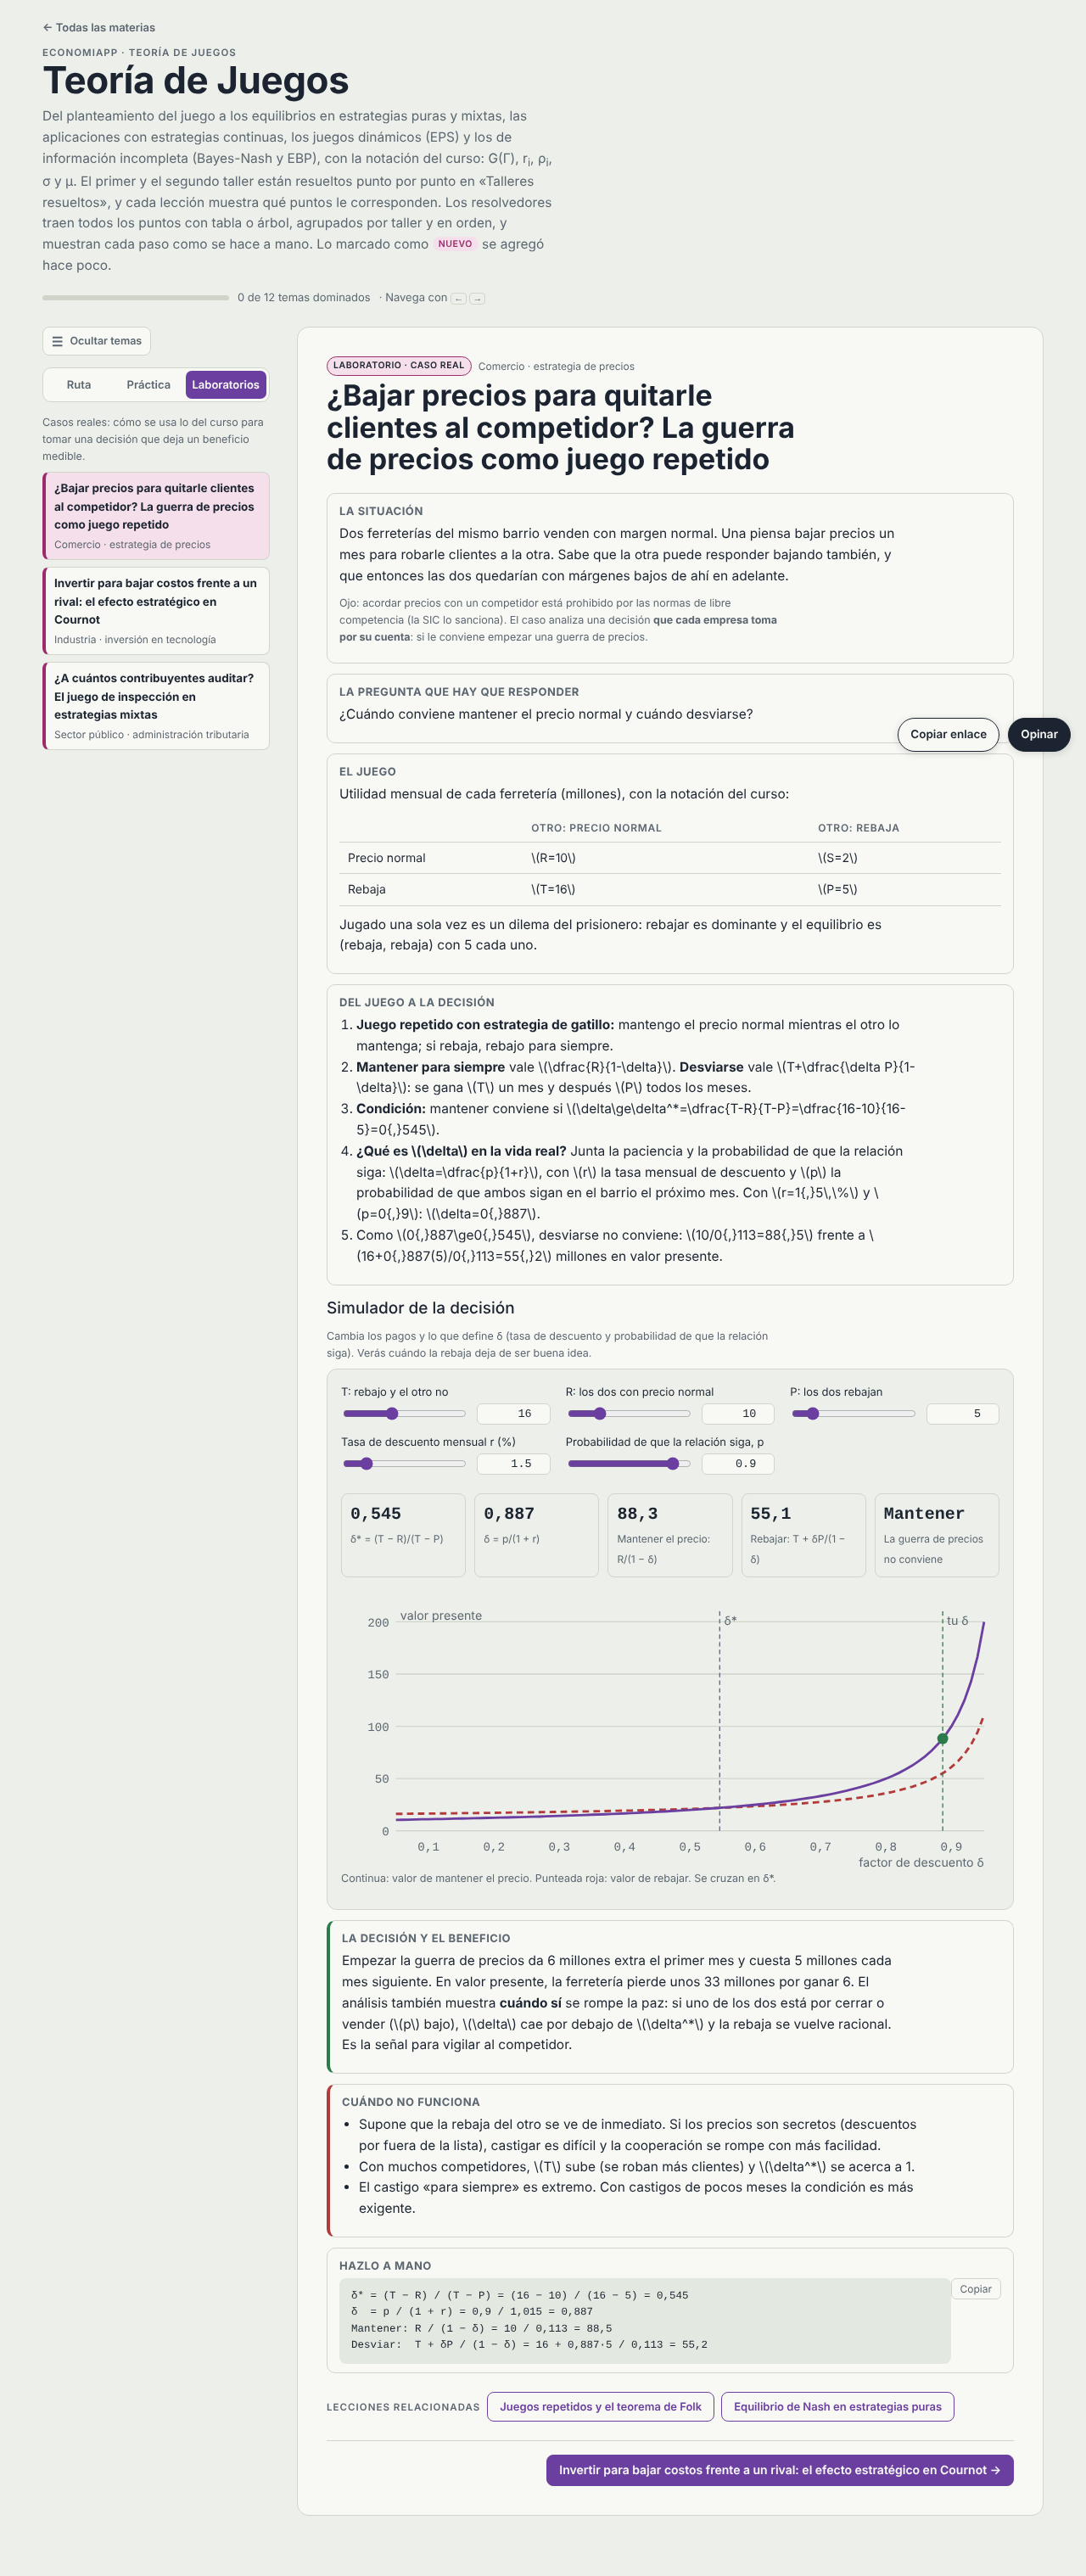 ← Todas las materias
ECONOMIAPP · TEORÍA DE JUEGOS
Teoría de Juegos
Del planteamiento del juego a los equilibrios en estrategias puras y mixtas, las
aplicaciones con estrategias continuas, los juegos dinámicos (EPS) y los de
información incompleta (Bayes-Nash y EBP), con la notación del curso: G(Γ), rᵢ, ρᵢ,
σ y μ. El primer y el segundo taller están resueltos punto por punto en «Talleres
resueltos», y cada lección muestra qué puntos le corresponden. Los resolvedores
traen todos los puntos con tabla o árbol, agrupados por taller y en orden, y
muestran cada paso como se hace a mano. Lo marcado como NUEVO se agregó
hace poco.
0 de 12 temas dominados · Navega con ← →
☰ Ocultar temas
Ruta Práctica Laboratorios
Casos reales: cómo se usa lo del curso para
tomar una decisión que deja un beneficio
medible.
¿Bajar precios para quitarle clientes
al competidor? La guerra de precios
como juego repetido
Comercio · estrategia de precios
Invertir para bajar costos frente a un
rival: el efecto estratégico en
Cournot
Industria · inversión en tecnología
¿A cuántos contribuyentes auditar?
El juego de inspección en
estrategias mixtas
Sector público · administración tributaria
LABORATORIO · CASO REAL Comercio · estrategia de precios
¿Bajar precios para quitarle
clientes al competidor? La guerra
de precios como juego repetido
LA SITUACIÓN
Dos ferreterías del mismo barrio venden con margen normal. Una piensa bajar precios un
mes para robarle clientes a la otra. Sabe que la otra puede responder bajando también, y
que entonces las dos quedarían con márgenes bajos de ahí en adelante.
Ojo: acordar precios con un competidor está prohibido por las normas de libre
competencia (la SIC lo sanciona). El caso analiza una decisión que cada empresa toma
por su cuenta: si le conviene empezar una guerra de precios.
LA PREGUNTA QUE HAY QUE RESPONDER
¿Cuándo conviene mantener el precio normal y cuándo desviarse?
Copiar enlace Opinar
EL JUEGO
Utilidad mensual de cada ferretería (millones), con la notación del curso:
OTRO: PRECIO NORMAL OTRO: REBAJA
Precio normal \(R=10\) \(S=2\)
Rebaja \(T=16\) \(P=5\)
Jugado una sola vez es un dilema del prisionero: rebajar es dominante y el equilibrio es
(rebaja, rebaja) con 5 cada uno.
DEL JUEGO A LA DECISIÓN
1. Juego repetido con estrategia de gatillo: mantengo el precio normal mientras el otro lo
mantenga; si rebaja, rebajo para siempre.
2. Mantener para siempre vale \(\dfrac{R}{1-\delta}\). Desviarse vale \(T+\dfrac{\delta P}{1-
\delta}\): se gana \(T\) un mes y después \(P\) todos los meses.
3. Condición: mantener conviene si \(\delta\ge\delta^*=\dfrac{T-R}{T-P}=\dfrac{16-10}{16-
5}=0{,}545\).
4. ¿Qué es \(\delta\) en la vida real? Junta la paciencia y la probabilidad de que la relación
siga: \(\delta=\dfrac{p}{1+r}\), con \(r\) la tasa mensual de descuento y \(p\) la
probabilidad de que ambos sigan en el barrio el próximo mes. Con \(r=1{,}5\,\%\) y \
(p=0{,}9\): \(\delta=0{,}887\).
5. Como \(0{,}887\ge0{,}545\), desviarse no conviene: \(10/0{,}113=88{,}5\) frente a \
(16+0{,}887(5)/0{,}113=55{,}2\) millones en valor presente.
Simulador de la decisión
Cambia los pagos y lo que define δ (tasa de descuento y probabilidad de que la relación
siga). Verás cuándo la rebaja deja de ser buena idea.
T: rebajo y el otro no R: los dos con precio normal P: los dos rebajan
16 10 5
Tasa de descuento mensual r (%) Probabilidad de que la relación siga, p
1.5 0.9
0,545 0,887 88,3 55,1 Mantener
δ* = (T − R)/(T − P) δ = p/(1 + r) Mantener el precio: Rebajar: T + δP/(1 − La guerra de precios
R/(1 − δ) δ) no conviene
valor presente δ* tu δ
200
150
100
50
0
0,1 0,2 0,3 0,4 0,5 0,6 0,7 0,8 0,9
factor de descuento δ
Continua: valor de mantener el precio. Punteada roja: valor de rebajar. Se cruzan en δ*.
LA DECISIÓN Y EL BENEFICIO
Empezar la guerra de precios da 6 millones extra el primer mes y cuesta 5 millones cada
mes siguiente. En valor presente, la ferretería pierde unos 33 millones por ganar 6. El
análisis también muestra cuándo sí se rompe la paz: si uno de los dos está por cerrar o
vender (\(p\) bajo), \(\delta\) cae por debajo de \(\delta^*\) y la rebaja se vuelve racional.
Es la señal para vigilar al competidor.
CUÁNDO NO FUNCIONA
• Supone que la rebaja del otro se ve de inmediato. Si los precios son secretos (descuentos
por fuera de la lista), castigar es difícil y la cooperación se rompe con más facilidad.
• Con muchos competidores, \(T\) sube (se roban más clientes) y \(\delta^*\) se acerca a 1.
• El castigo «para siempre» es extremo. Con castigos de pocos meses la condición es más
exigente.
HAZLO A MANO
Copiar
δ* = (T − R) / (T − P) = (16 − 10) / (16 − 5) = 0,545
δ = p / (1 + r) = 0,9 / 1,015 = 0,887
Mantener: R / (1 − δ) = 10 / 0,113 = 88,5
Desviar: T + δP / (1 − δ) = 16 + 0,887·5 / 0,113 = 55,2
LECCIONES RELACIONADAS Juegos repetidos y el teorema de Folk Equilibrio de Nash en estrategias puras
Invertir para bajar costos frente a un rival: el efecto estratégico en Cournot →